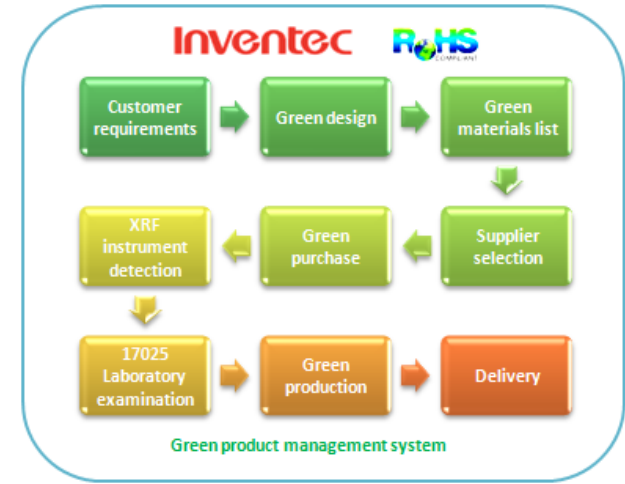 Inventec
RoHS
COMPLIANT
Customer
requirements
Green design
Green
materials list
XRF
instrument
detection
Green
purchase
Supplier
selection
17025
Laboratory
examination
Green
production
Delivery
Green product management system